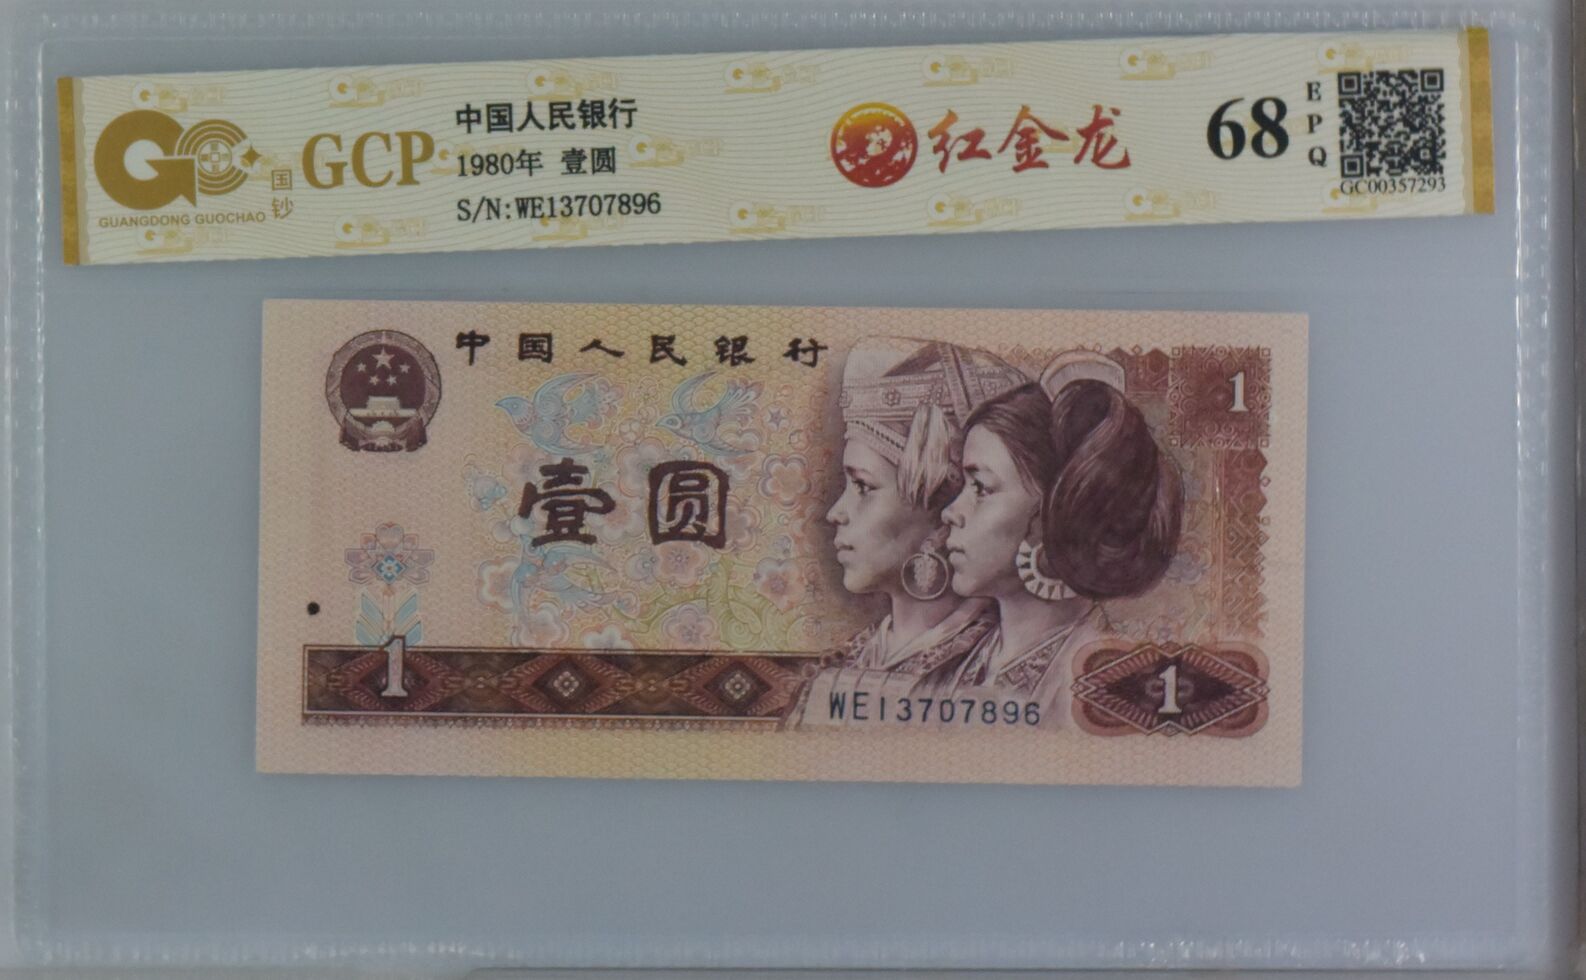 GUANGDONG GUOCHAO
国钞
GCP
中国人民银行
1980年 壹圆
S/N:WE13707896
红金龙
68
EPQ
GC00357293
中国人民银行
1
壹圆
1
WE13707896
1